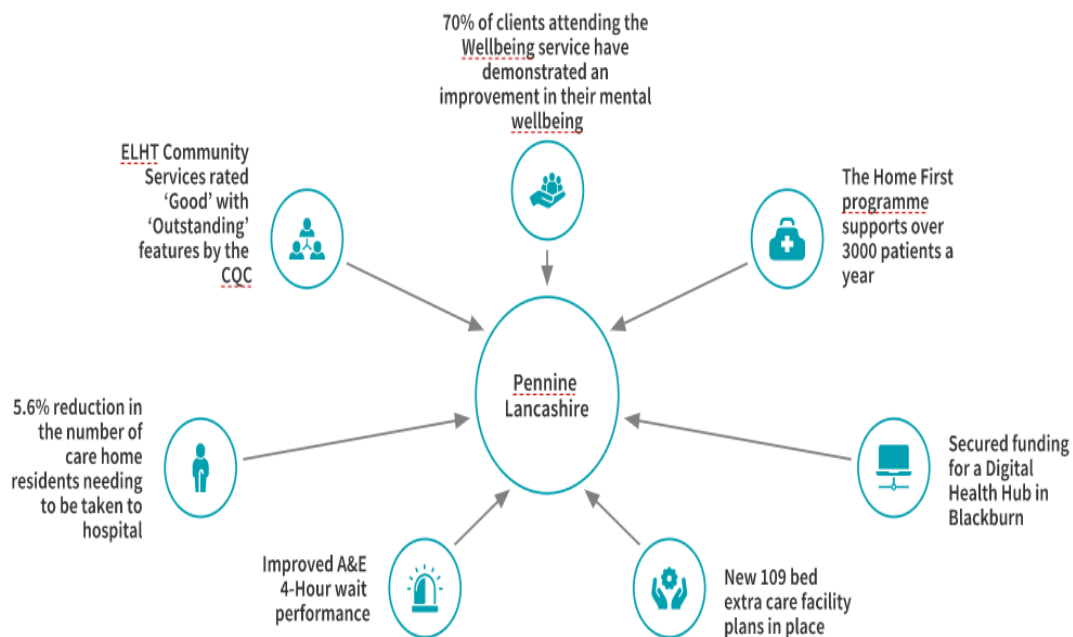 70% of clients attending the
Wellbeing service have
demonstrated an
improvement in their mental
wellbeing
ELHT Community
Services rated
‘Good’ with
‘Outstanding’
features by the
CQC
The Home First
programme
supports over
3000 patients a
year
Pennine
Lancashire
5.6% reduction in
the number of
care home
residents needing
to be taken to
hospital
Secured funding
for a Digital
Health Hub in
Blackburn
Improved A&E
4-Hour wait
performance
New 109 bed
extra care facility
plans in place